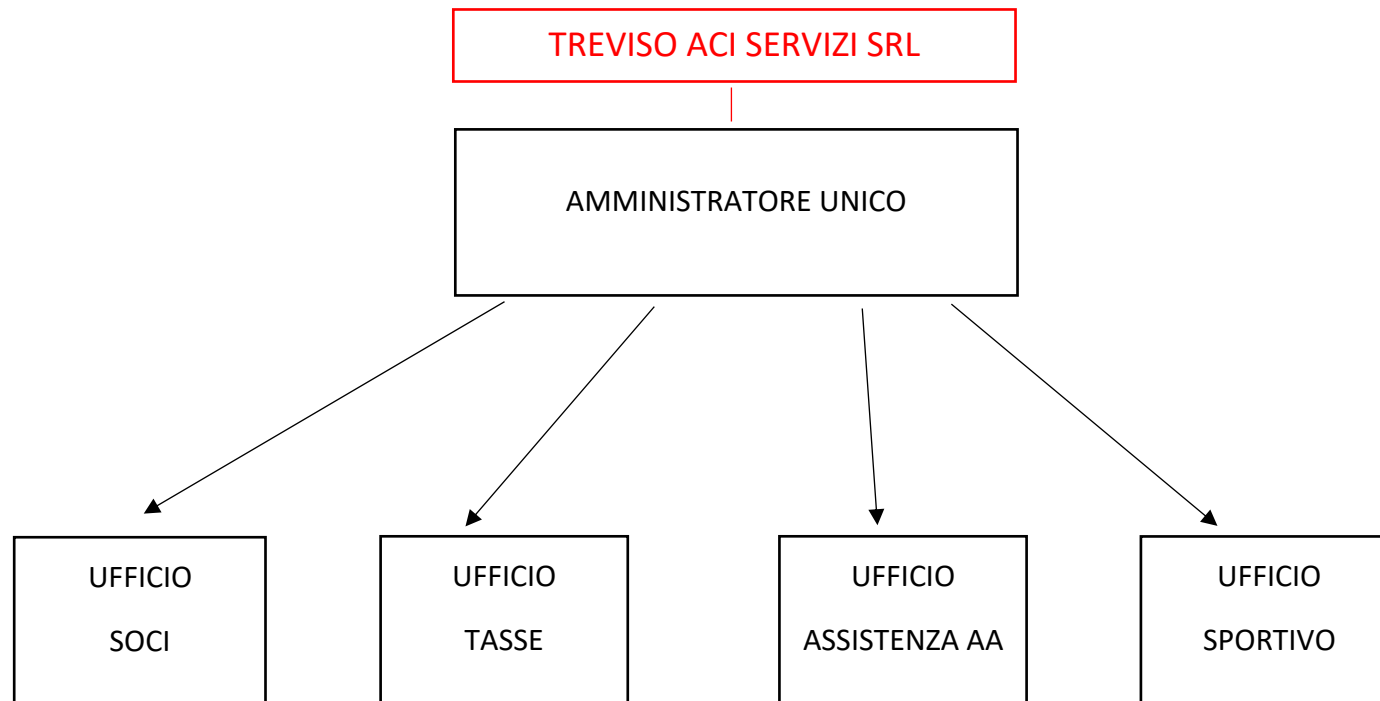 TREVISO ACI SERVIZI SRL
AMMINISTRATORE UNICO
UFFICIO
SOCI
UFFICIO
TASSE
UFFICIO
ASSISTENZA AA
UFFICIO
SPORTIVO